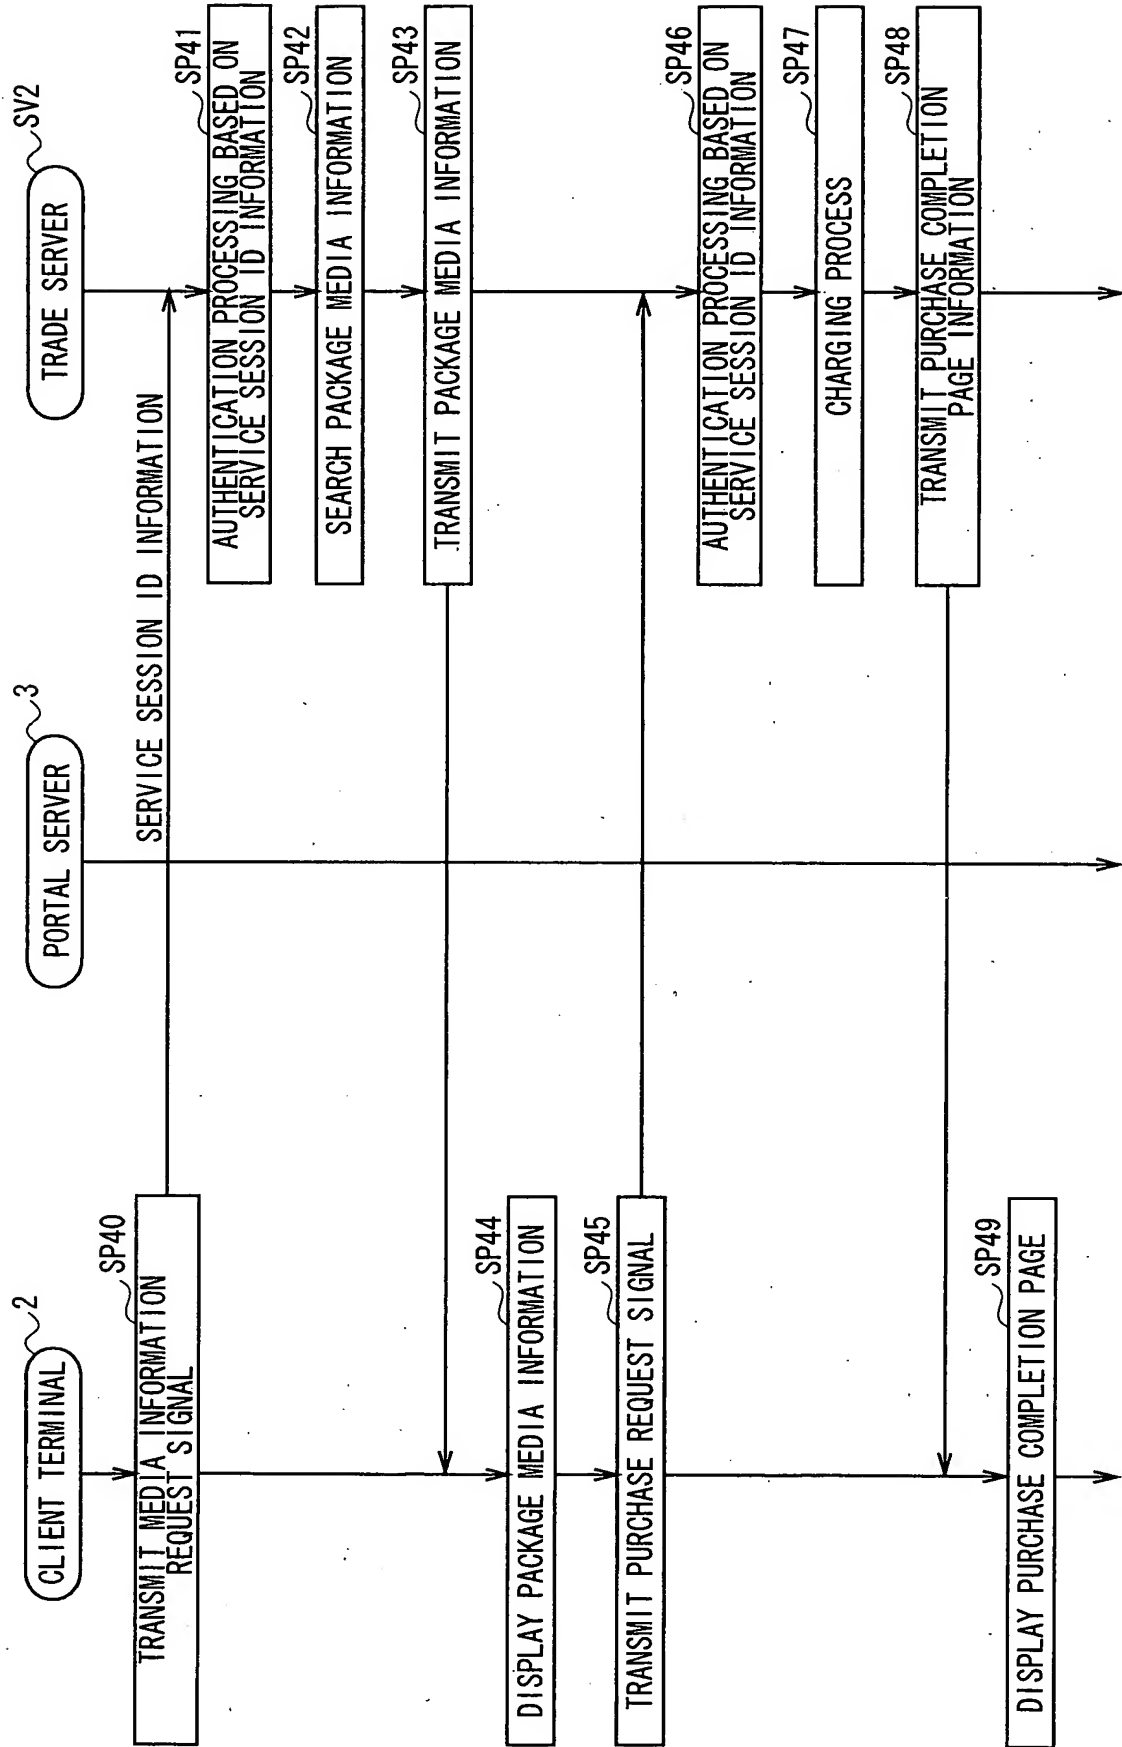 CLIENT TERMINAL
2
PORTAL SERVER
3
TRADE SERVER
SV2
SP40
TRANSMIT MEDIA INFORMATION
REQUEST SIGNAL
SERVICE SESSION ID INFORMATION
SP41
AUTHENTICATION PROCESSING BASED ON
SERVICE SESSION ID INFORMATION
SP42
SEARCH PACKAGE MEDIA INFORMATION
SP43
TRANSMIT PACKAGE MEDIA INFORMATION
SP44
DISPLAY PACKAGE MEDIA INFORMATION
SP45
TRANSMIT PURCHASE REQUEST SIGNAL
SP46
AUTHENTICATION PROCESSING BASED ON
SERVICE SESSION ID INFORMATION
SP47
CHARGING PROCESS
SP48
TRANSMIT PURCHASE COMPLETION
PAGE INFORMATION
SP49
DISPLAY PURCHASE COMPLETION PAGE